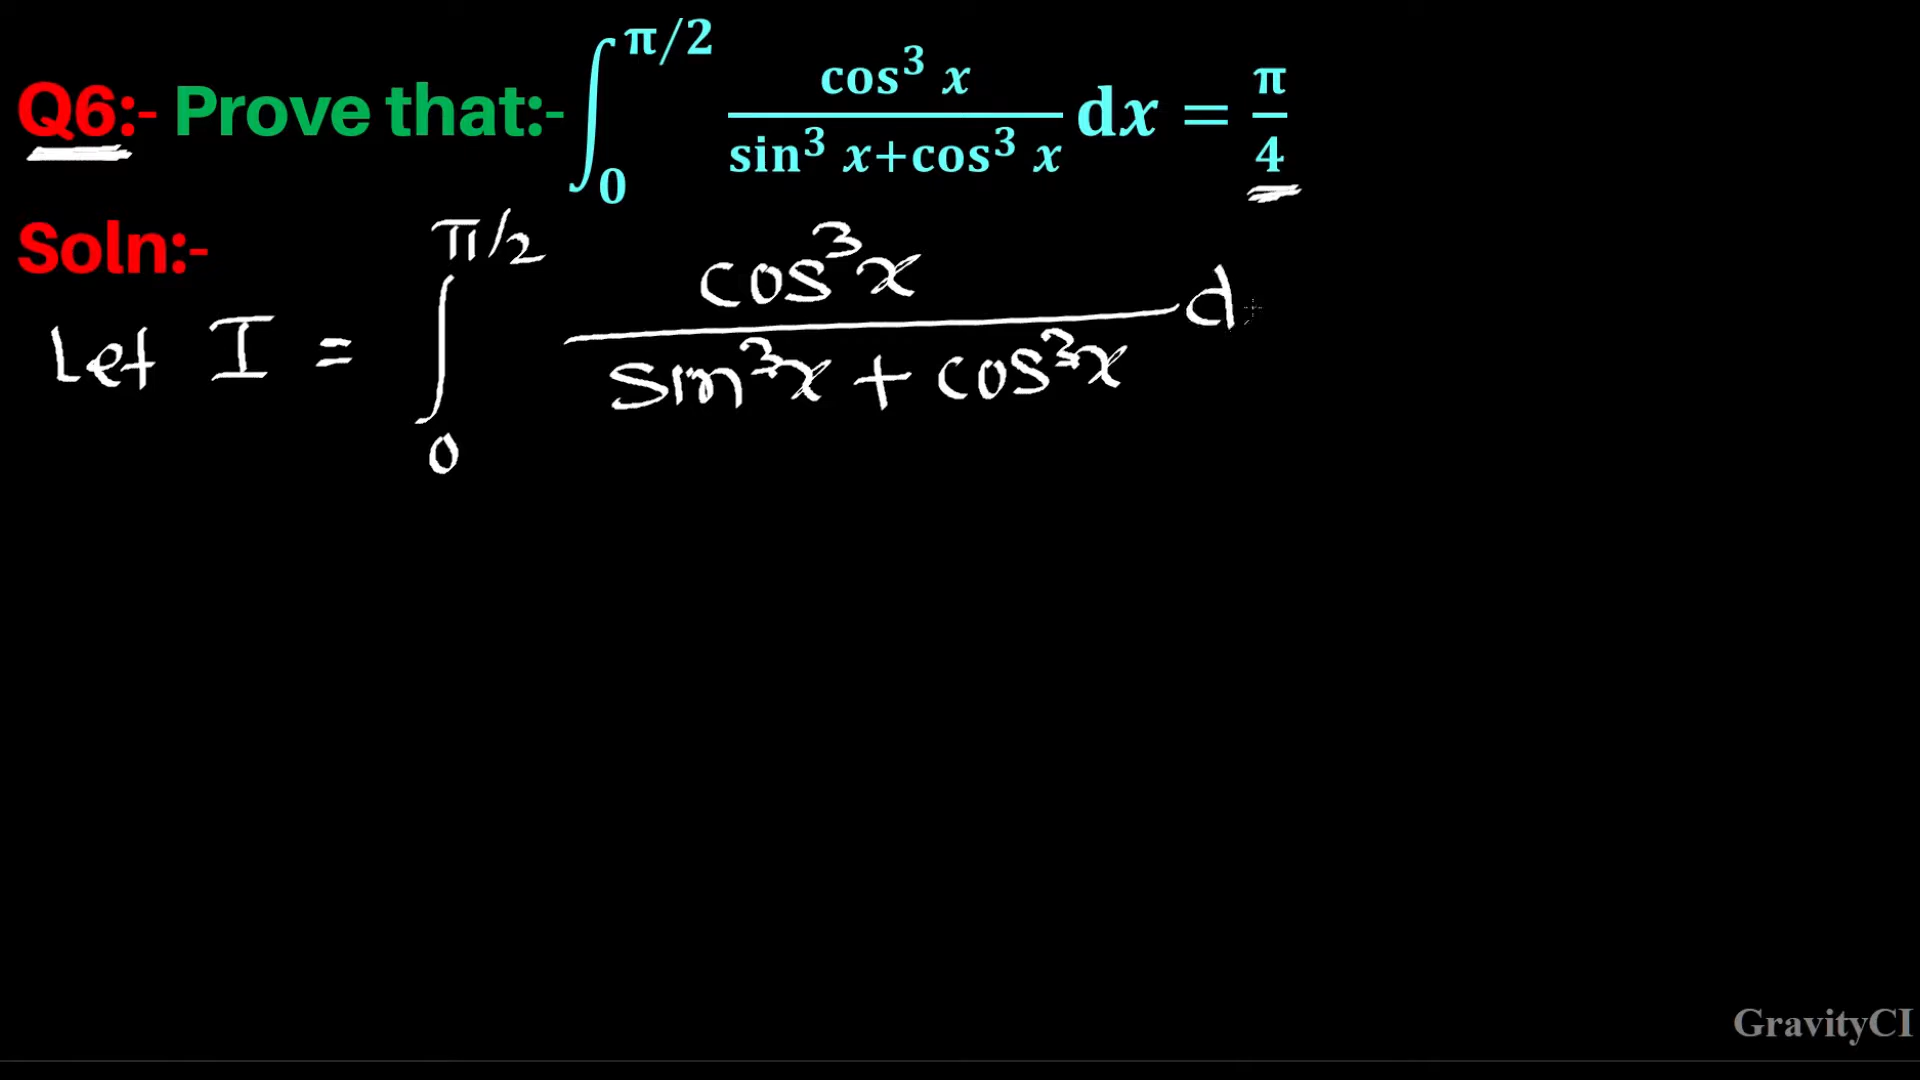 Q6:- Prove that:- ∫₀^π/2 cos³ x / sin³ x+cos³ x dx = π/4
Soln:-
Let I = ∫₀^π/2 cos³x / sin³x + cos³x d
GravityCI